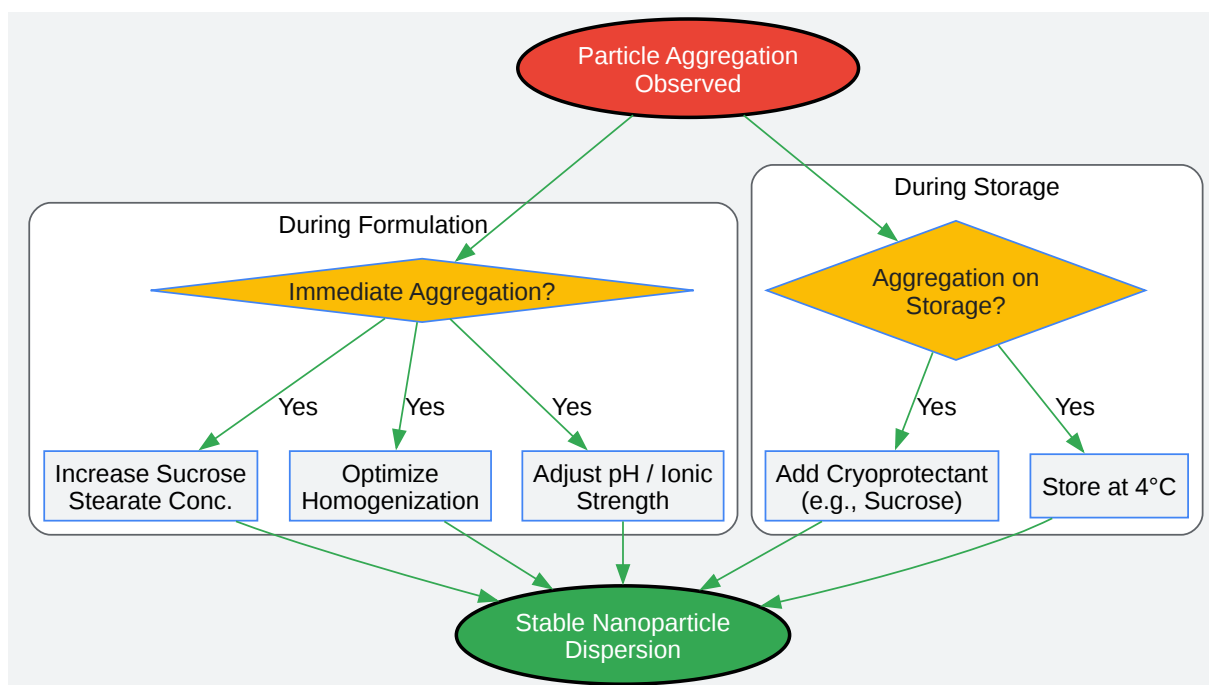 Particle Aggregation
Observed
During Storage
During Formulation
Aggregation on
Storage?
Immediate Aggregation?
Yes
Yes
Yes
Yes
Yes
Increase Sucrose
Stearate Conc.
Optimize
Homogenization
Adjust pH / Ionic
Strength
Add Cryoprotectant
(e.g., Sucrose)
Store at 4°C
Stable Nanoparticle
Dispersion